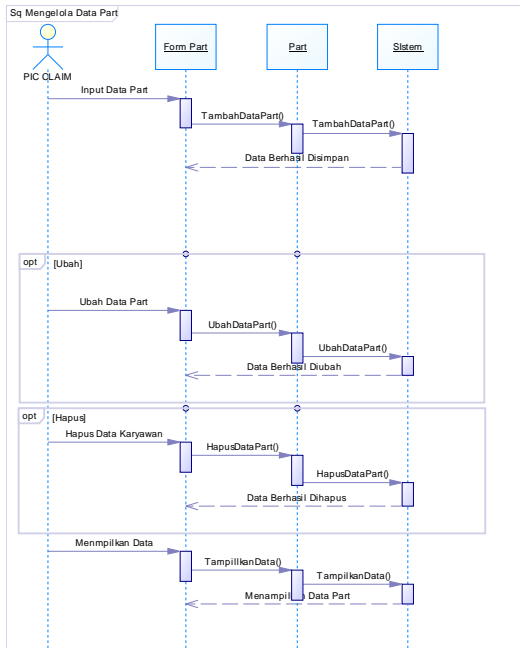 Sq Mengelola Data Part
PIC CLAIM
Form Part
Part
SIstem
Input Data Part
TambahDataPart()
TambahDataPart()
Data Berhasil Disimpan
opt [Ubah]
Ubah Data Part
UbahDataPart()
UbahDataPart()
Data Berhasil Diubah
opt [Hapus]
Hapus Data Karyawan
HapusDataPart()
HapusDataPart()
Data Berhasil Dihapus
Menmpilkan Data
TampillkanData()
TampilkanData()
Menampilkan Data Part